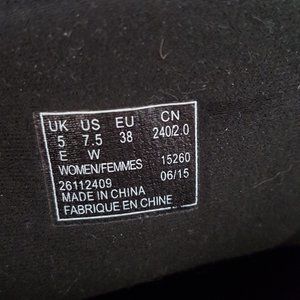 UK US EU CN
5 7.5 38 240/2.0
E W
WOMEN/FEMMES 15260
26112409 06/15
MADE IN CHINA
FABRIQUE EN CHINE